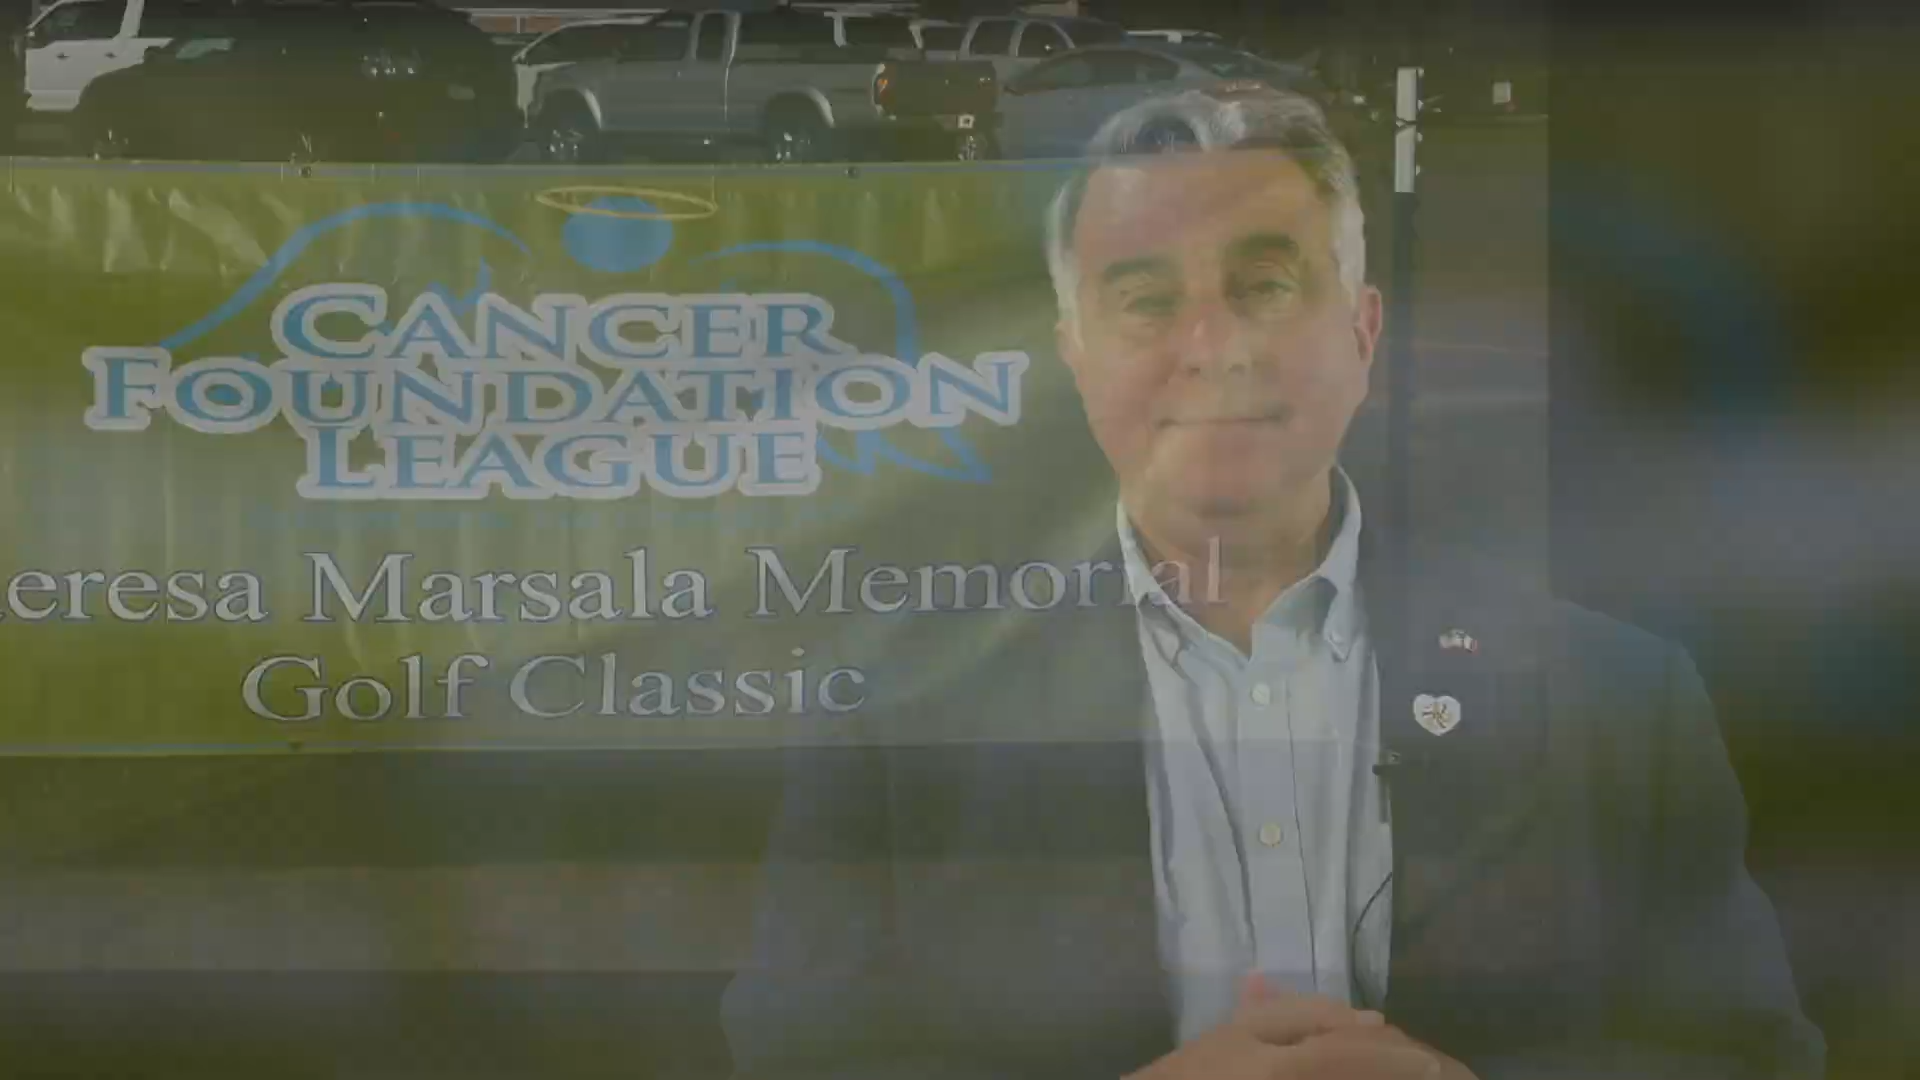 CANCER
FOUNDATION
LEAGUE
eresa Marsala Memorial
Golf Classic